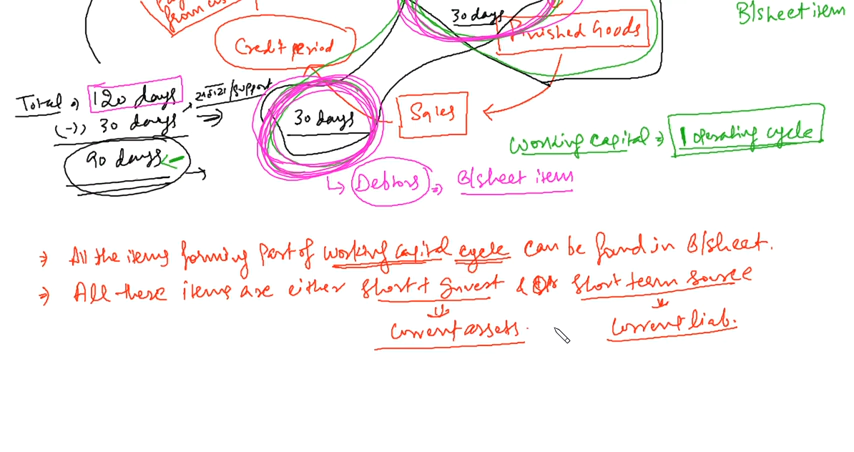 from
30 days
B/sheet item
Finished Goods
Credit period
Total ⇒ 120 days
(-) 30 days /support ⇒
90 days
30 days
Sales
Working Capital ⇒ 1 operating cycle
↳ Debtors ⇒ B/sheet item
⇒ All the items forming part of working capital cycle can be found in B/sheet.
⇒ All these items are either short t Invest & Or short term source
Current assets.
Current liab.